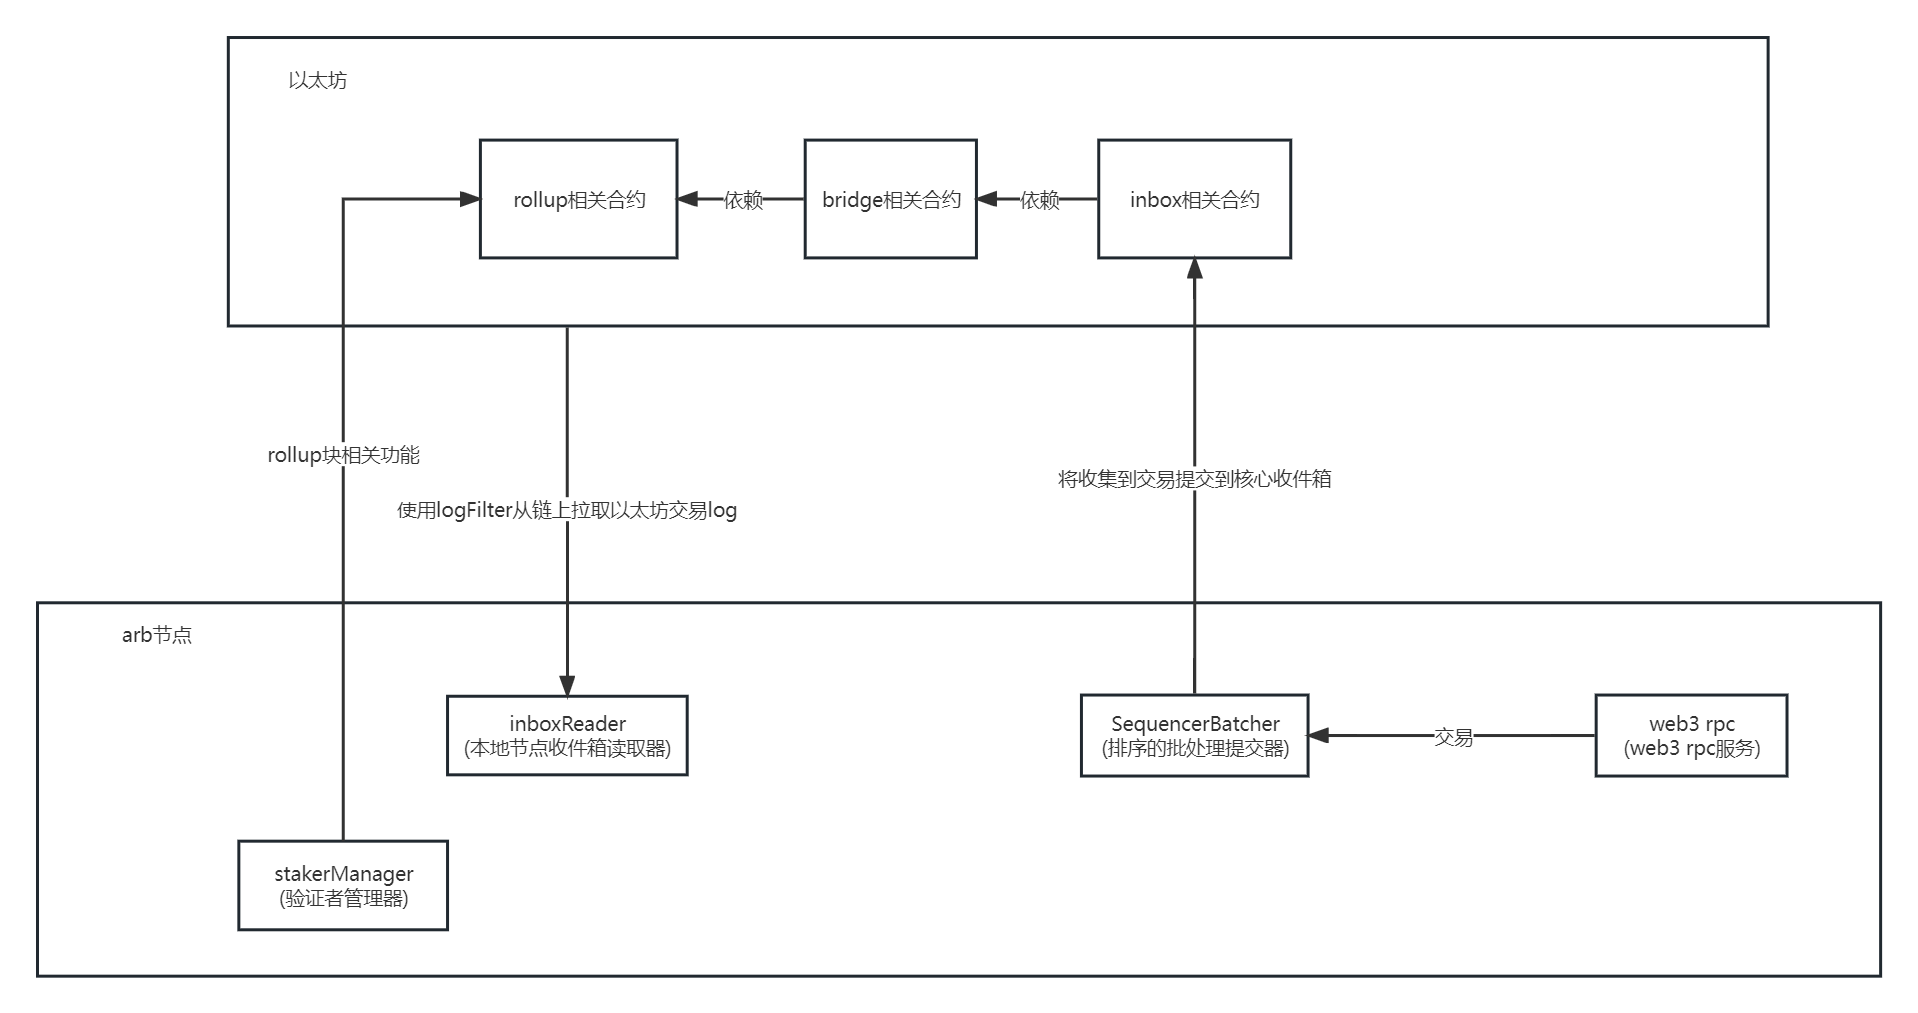 以太坊
rollup相关合约
依赖
bridge相关合约
依赖
inbox相关合约
rollup块相关功能
将收集到交易提交到核心收件箱
使用logFilter从链上拉取以太坊交易log
arb节点
inboxReader
(本地节点收件箱读取器)
SequencerBatcher
(排序的批处理提交器)
交易
web3 rpc
(web3 rpc服务)
stakerManager
(验证者管理器)